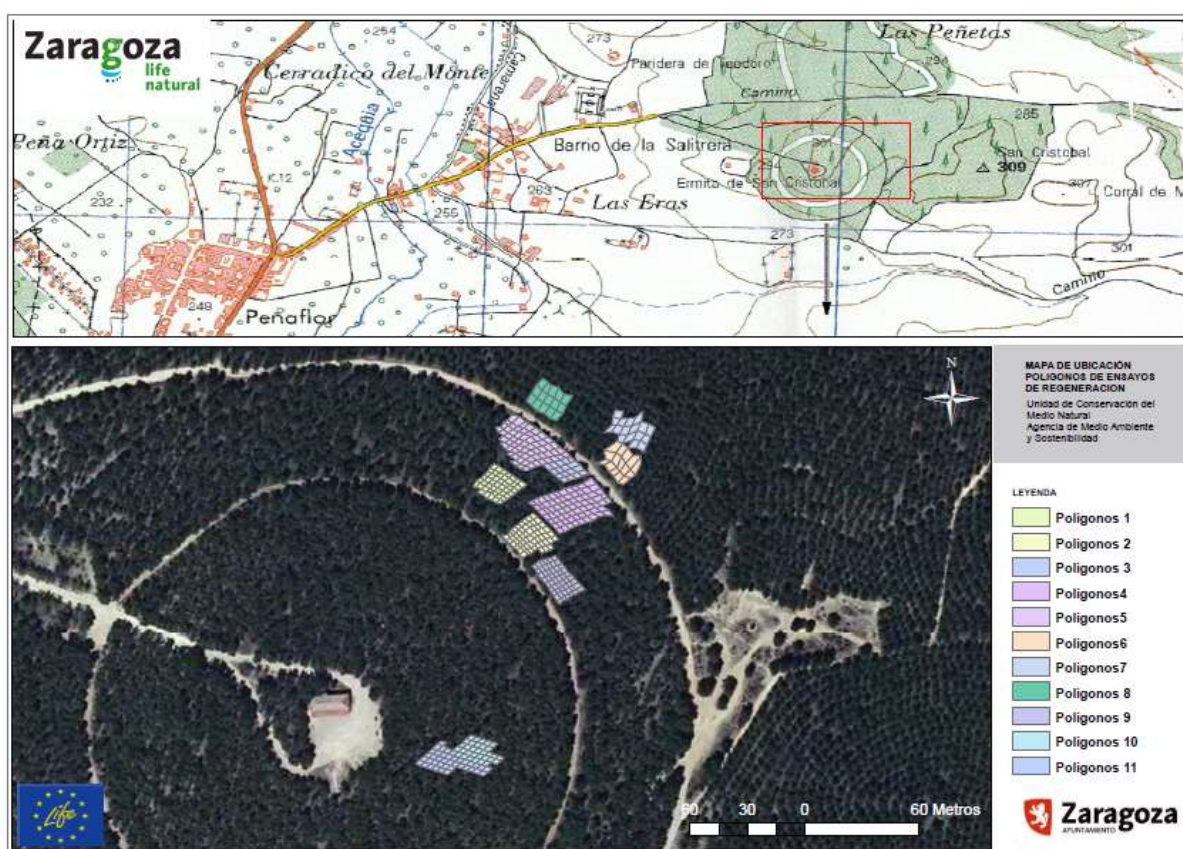 Zaragoza
life
natural
254
273
Las Peñetas
294
Cerradico del Monte
Paridera de Teodoro
Camino
Camarera
Peña Ortiz
Acequia
285
Barrio de la Salitrera
San Cristobal
309
K.12
294
263
Ermita de San Cristobal
307
232
Las Eras
Corral de M
255
273
301
248
Peñaflor
Camino
N
MAPA DE UBICACIÓN
POLIGONOS DE ENSAYOS
DE REGENERACION
Unidad de Conservación del
Medio Natural
Agencia de Medio Ambiente
y Sostenibilidad
LEYENDA
Poligonos 1
Poligonos 2
Poligonos 3
Poligonos4
Poligonos5
Poligonos6
Poligonos7
Poligonos 8
Poligonos 9
Poligonos 10
Poligonos 11
60 30 0 60 Metros
Life
Zaragoza
AYUNTAMIENTO